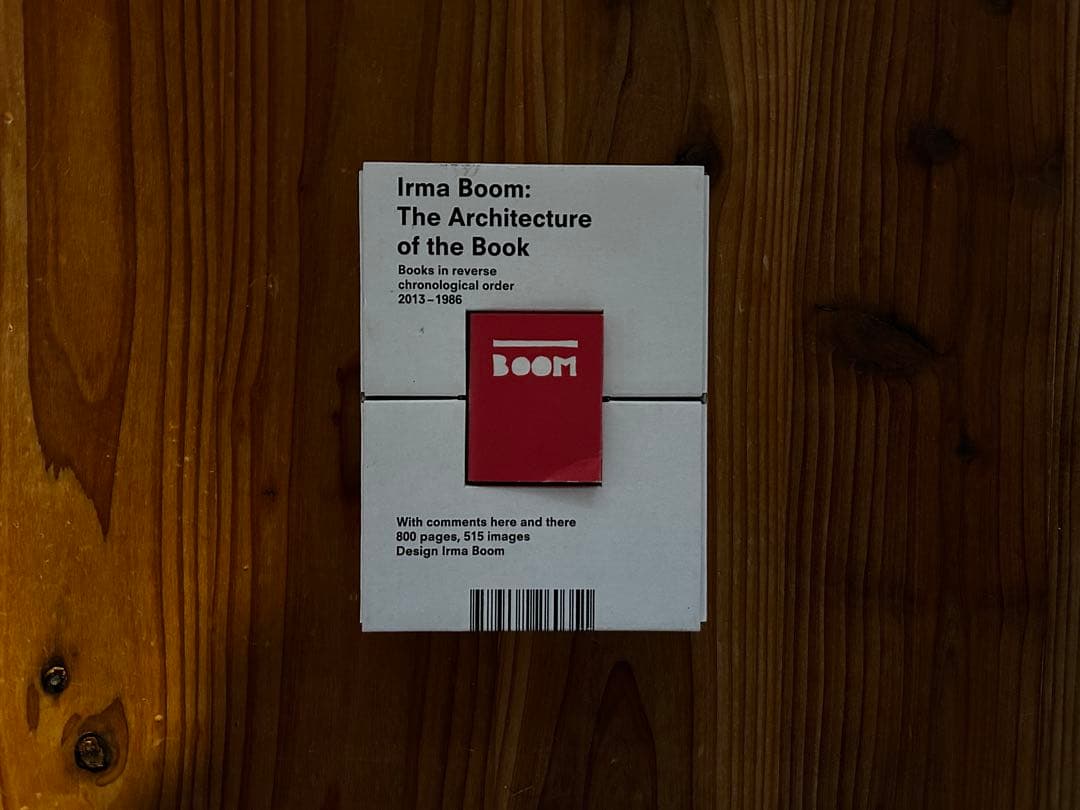 Irma Boom:
The Architecture
of the Book
Books in reverse
chronological order
2013–1986
BOOM
With comments here and there
800 pages, 515 images
Design Irma Boom